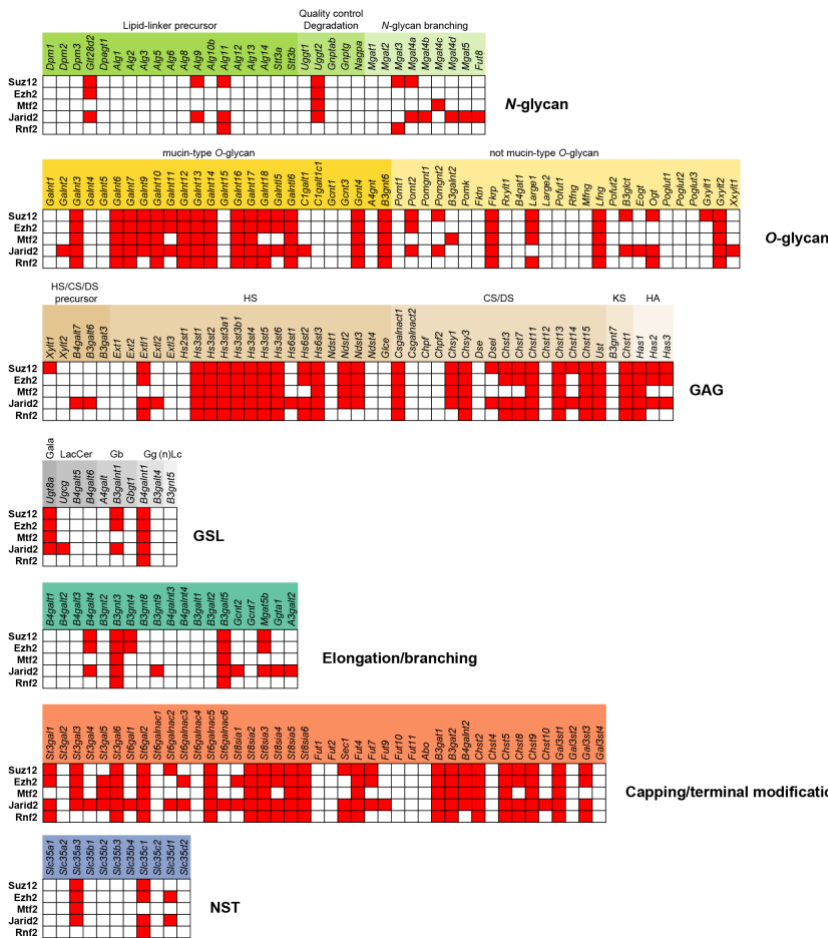 Lipid-linker precursor
Quality control
Degradation
N-glycan branching
Dpm1 Dpm2 Dpm3 Glt28d2 Dpagt1 Alg1 Alg2 Alg3 Alg5 Alg6 Alg8 Alg9 Alg10b Alg11 Alg12 Alg13 Alg14 Stt3a Stt3b Uggt1 Uggt2 Gnptab Gnptg Nagpa Mgat1 Mgat2 Mgat3 Mgat4a Mgat4b Mgat4c Mgat4d Mgat5 Fut8
Suz12
Ezh2
Mtf2
Jarid2
Rnf2
N-glycan
mucin-type O-glycan
not mucin-type O-glycan
Galnt1 Galnt2 Galnt3 Galnt4 Galnt5 Galnt6 Galnt7 Galnt9 Galnt10 Galnt11 Galnt12 Galnt13 Galnt14 Galnt15 Galnt16 Galnt17 Galnt18 Galntl5 Galntl6 C1galt1 C1galt1c1 Gcnt1 Gcnt3 Gcnt4 A4gnt B3gnt6 Pomt1 Pomt2 Pomgnt1 Pomgnt2 B3galnt2 Pomk Fktn Fkrp Rxylt1 B4gat1 Large1 Large2 Pofut1 Rfng Mfng Lfng Pofut2 B3glct Eogt Ogt Poglut1 Poglut2 Poglut3 Gxylt1 Gxylt2 Xxylt1
Suz12
Ezh2
Mtf2
Jarid2
Rnf2
O-glycan
HS/CS/DS
precursor
HS
CS/DS
KS
HA
Xylt1 Xylt2 B4galt7 B3galt6 B3gat3 Ext1 Ext2 Extl1 Extl2 Extl3 Hs2st1 Hs3st1 Hs3st2 Hs3st3a1 Hs3st3b1 Hs3st4 Hs3st5 Hs3st6 Hs6st1 Hs6st2 Hs6st3 Ndst1 Ndst2 Ndst3 Ndst4 Glce Csgalnact1 Csgalnact2 Chpf Chpf2 Chsy1 Chsy3 Dse Dsel Chst3 Chst7 Chst11 Chst12 Chst13 Chst14 Chst15 Ust B3gnt7 Chst1 Has1 Has2 Has3
Suz12
Ezh2
Mtf2
Jarid2
Rnf2
GAG
Gala
LacCer
Gb
Gg
(n)Lc
Ugt8a Ugcg B4galt5 B4galt6 A4galt B3galnt1 Gbgt1 B4galnt1 B3galt4 B3gnt5
Suz12
Ezh2
Mtf2
Jarid2
Rnf2
GSL
B4galt1 B4galt2 B4galt3 B4galt4 B3gnt2 B3gnt3 B3gnt4 B3gnt8 B3gnt9 B4galnt3 B4galnt4 B3galt1 B3galt2 B3galt5 Gcnt2 Gcnt7 Mgat5b Ggta1 A3galt2
Suz12
Ezh2
Mtf2
Jarid2
Rnf2
Elongation/branching
St3gal1 St3gal2 St3gal3 St3gal4 St3gal5 St3gal6 St6gal1 St6gal2 St6galnac1 St6galnac2 St6galnac3 St6galnac4 St6galnac5 St6galnac6 St8sia1 St8sia2 St8sia3 St8sia4 St8sia5 St8sia6 Fut1 Fut2 Sec1 Fut4 Fut7 Fut9 Fut10 Fut11 Abo B3gat1 B3gat2 B4galnt2 Chst2 Chst4 Chst5 Chst8 Chst9 Chst10 Gal3st1 Gal3st2 Gal3st3 Gal3st4
Suz12
Ezh2
Mtf2
Jarid2
Rnf2
Capping/terminal modificatio
Slc35a1 Slc35a2 Slc35a3 Slc35b1 Slc35b2 Slc35b3 Slc35b4 Slc35c1 Slc35c2 Slc35d1 Slc35d2
Suz12
Ezh2
Mtf2
Jarid2
Rnf2
NST